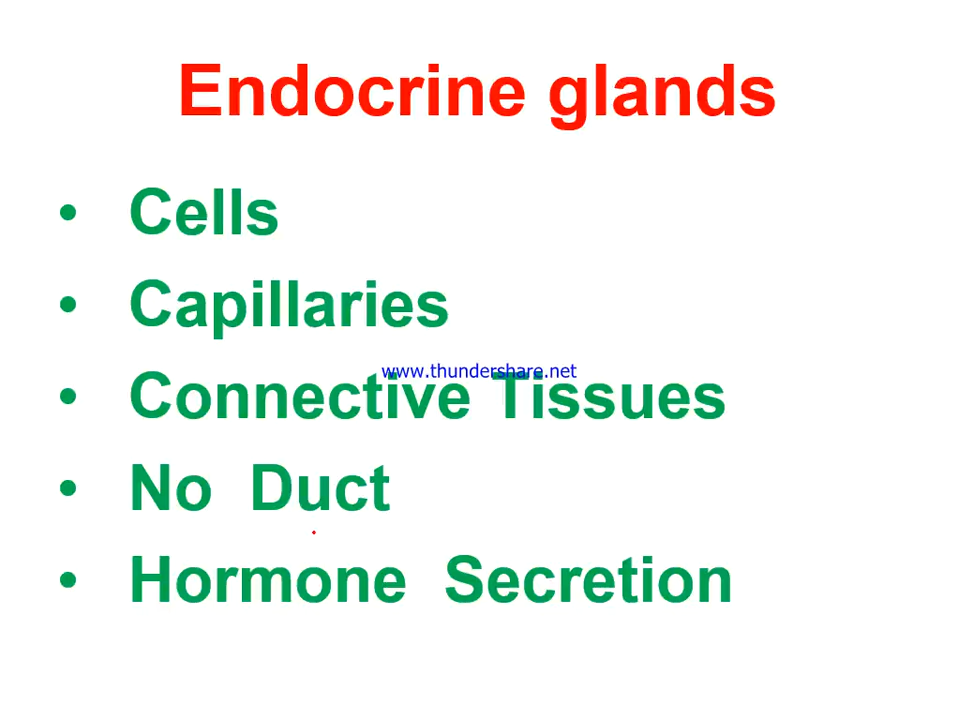 Endocrine glands
• Cells
• Capillaries
www.thundershare.net
• Connective Tissues
• No Duct
• Hormone Secretion